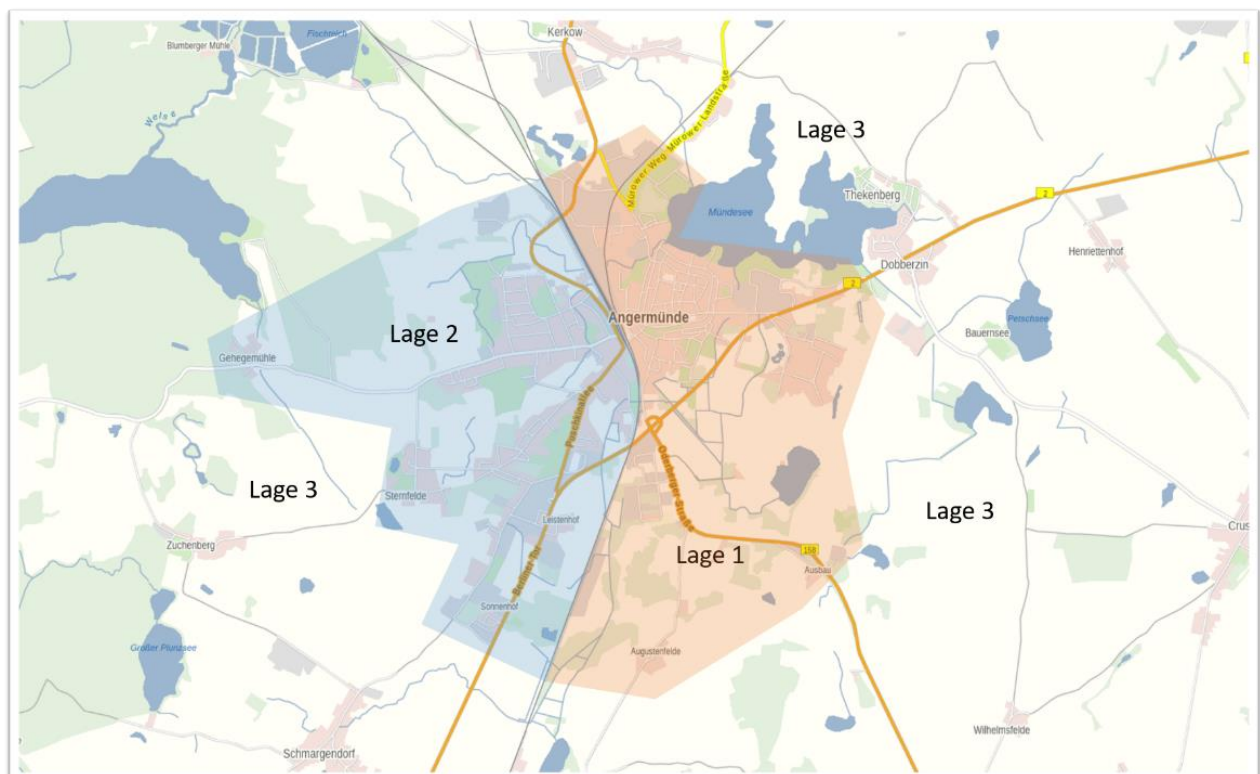 Kerkow
Fischteich
Blumberger Mühle
Welse
Mürower Landstraße
Mürower Weg
Lage 3
Thekenberg
2
Mündesee
Henriettenhof
Dobberzin
2
Angermünde
Petschsee
Lage 2
Bauernsee
Gehegemühle
Puschkinallee
Lage 3
Sternfelde
Oderberger Straße
Lage 3
Leistenhof
Crus
Zuchenberg
Lage 1
158
Ausbau
Berliner Tor
Sonnenhof
Großer Plunzsee
Augustenfelde
Wilhelmsfelde
Schmargendorf